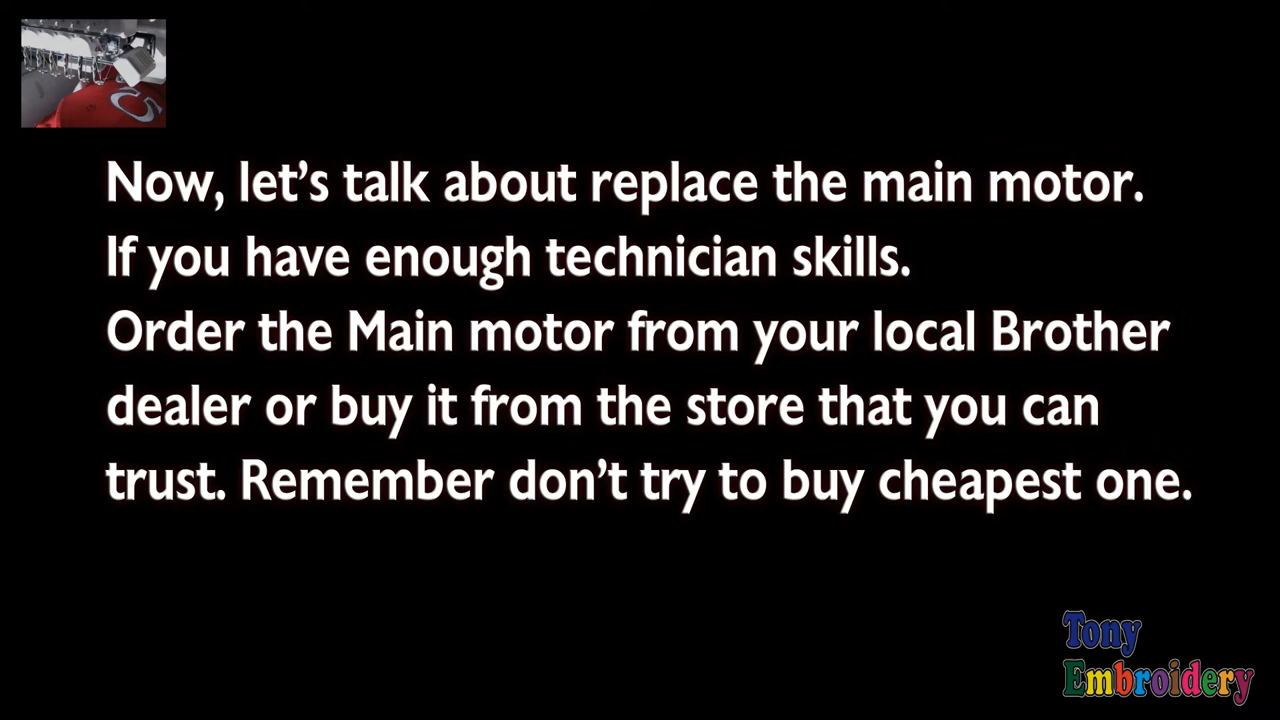 Now, let's talk about replace the main motor.
If you have enough technician skills.
Order the Main motor from your local Brother
dealer or buy it from the store that you can
trust. Remember don't try to buy cheapest one.
Tony
Embroidery